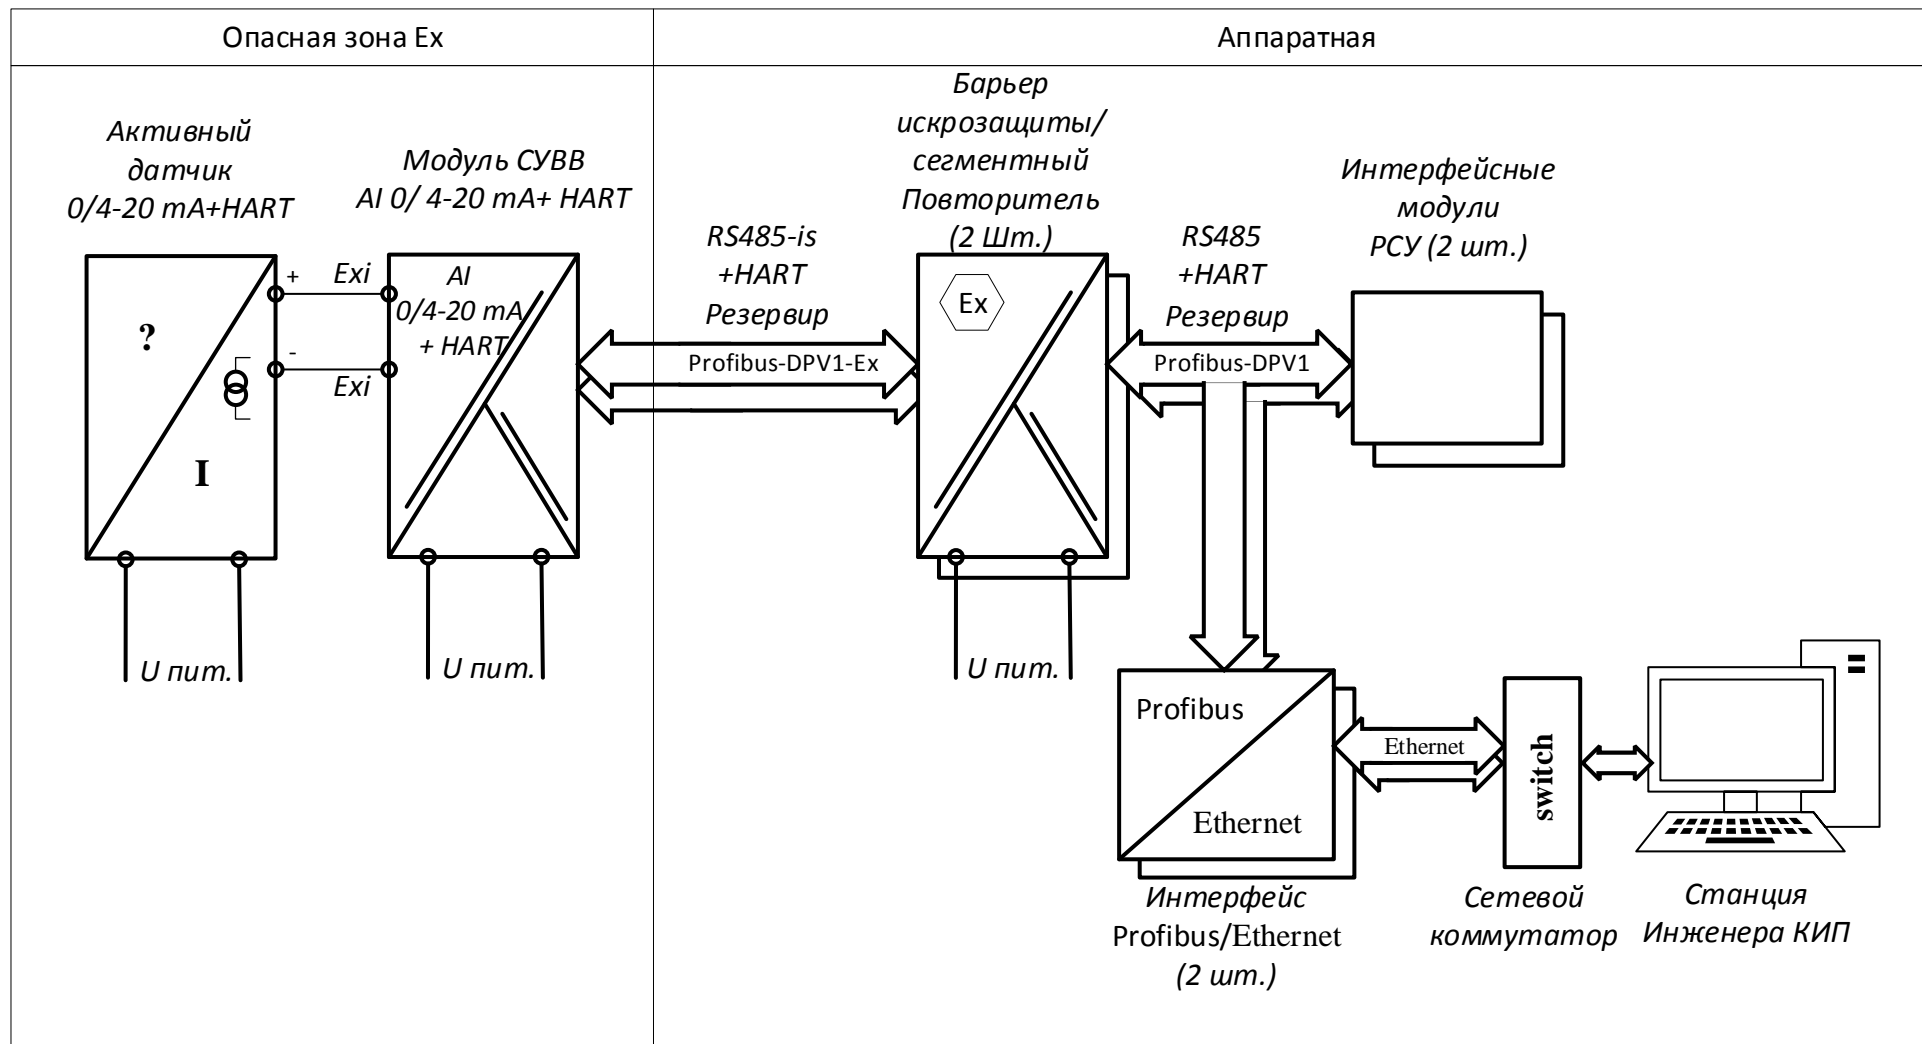 Опасная зона Ex
Аппаратная
Активный
датчик
0/4-20 mA+HART
Модуль СУВВ
AI 0/ 4-20 mA+ HART
Барьер
искрозащиты/
сегментный
Повторитель
(2 Шт.)
Интерфейсные
модули
РСУ (2 шт.)
RS485-is
+HART
Резервир
RS485
+HART
Резервир
?
I
+
-
Exi
Exi
AI
0/4-20 mA
+ HART
Profibus-DPV1-Ex
Ex
Profibus-DPV1
U пит.
U пит.
U пит.
Profibus
Ethernet
Ethernet
switch
Интерфейс
Profibus/Ethernet
(2 шт.)
Сетевой
коммутатор
Станция
Инженера КИП